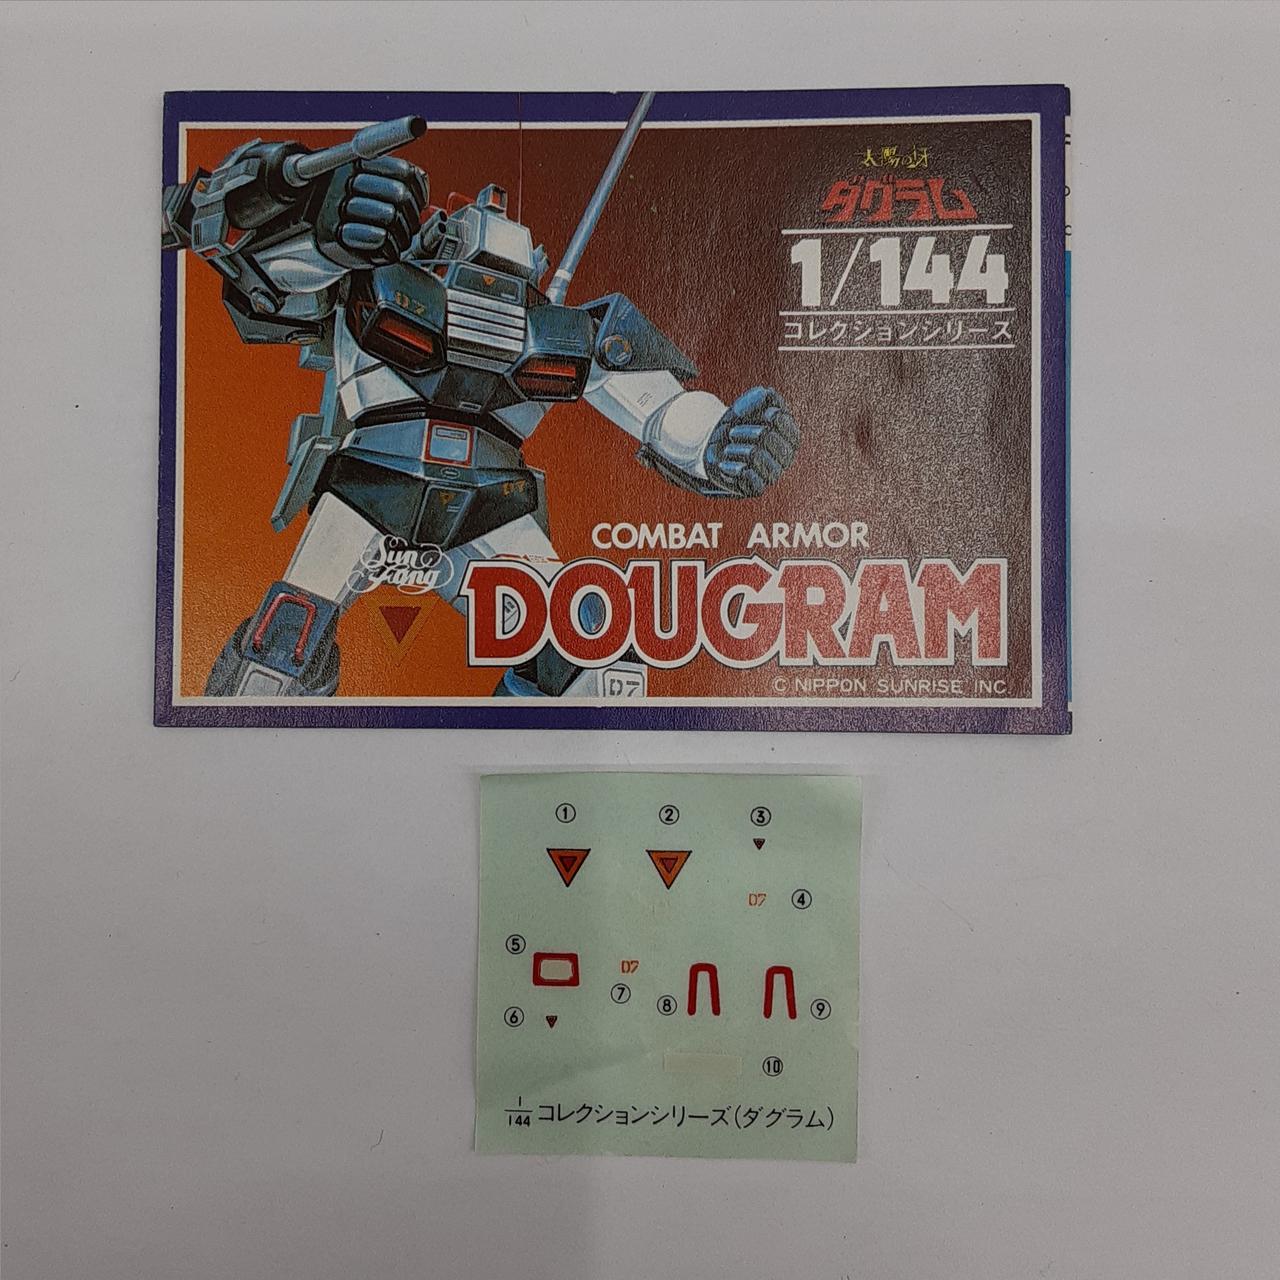 太陽の牙
ダグラム
1/144
コレクションシリーズ
D7
COMBAT ARMOR
Sun
Fang
DOUGRAM
D7
© NIPPON SUNRISE INC.
① ② ③
D7 ④
⑤
D7
⑦ ⑧ ⑨
⑥
⑩
1/144 コレクションシリーズ(ダグラム)